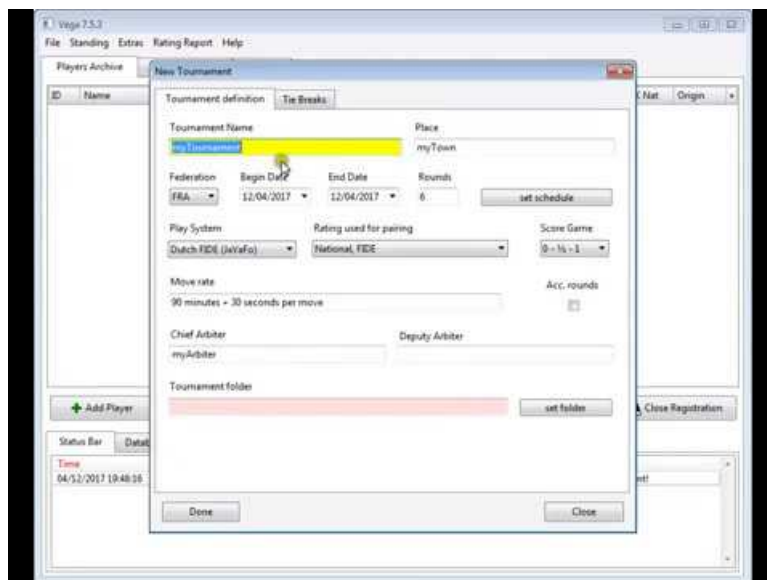 Vega 7.5.3
File Standing Extras Rating Report Help
Players Archive
New Tournament
ID Name
Nat Origin
Tournament definition Tie Breaks
Tournament Name Place
myTournament myTown
Federation Begin Date End Date Rounds
FRA 12/04/2017 12/04/2017 6 set schedule
Play System Rating used for pairing Score Game
Dutch FIDE (JaVaFo) National, FIDE 0 - ½ - 1
Move rate Acc. rounds
90 minutes + 30 seconds per move
Chief Arbiter Deputy Arbiter
myArbiter
Tournament folder
set folder
Add Player Close Registration
Status Bar
Time
04/12/2017 19:48:16
Done Close